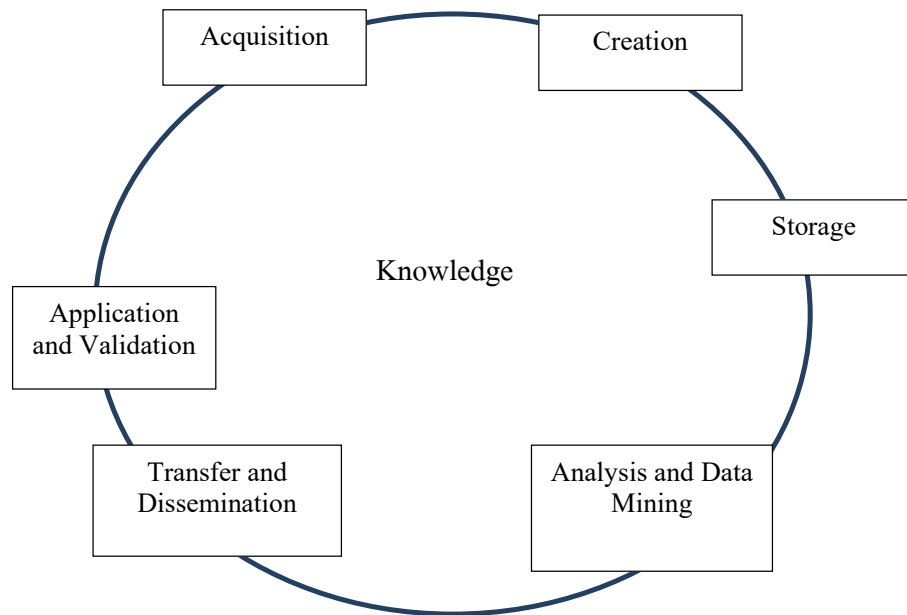 Acquisition
Creation
Storage
Knowledge
Application
and Validation
Transfer and
Dissemination
Analysis and Data
Mining